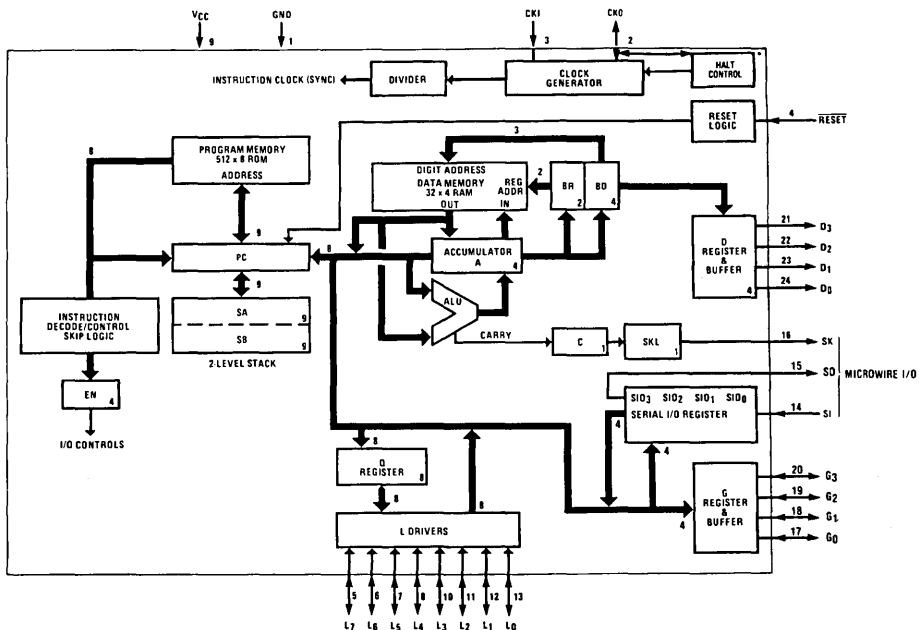 VCC GND CKI CKO
9 1 3 2
HALT CONTROL
INSTRUCTION CLOCK (SYNC) DIVIDER CLOCK GENERATOR
RESET LOGIC 4 RESET
8 PROGRAM MEMORY 512 x 8 ROM ADDRESS
3
DIGIT ADDRESS DATA MEMORY 32 x 4 RAM OUT REG ADDR IN
2 BR 2 BD 4
9
D REGISTER & BUFFER 4
21 D3
22 D2
23 D1
24 D0
PC 8 ACCUMULATOR A 4
9
SA 9
SB 9
2-LEVEL STACK
INSTRUCTION DECODE/CONTROL SKIP LOGIC
ALU
CARRY C 1 SKL 1 16 SK
15 SO
MICROWIRE I/O
EN 4
I/O CONTROLS
SIO3 SIO2 SIO1 SIO0
SERIAL I/O REGISTER 14 SI
4 4
8
Q REGISTER 8
8 8
G REGISTER & BUFFER
4
20 G3
19 G2
18 G1
17 G0
L DRIVERS
5 6 7 8 10 11 12 13
L7 L6 L5 L4 L3 L2 L1 L0